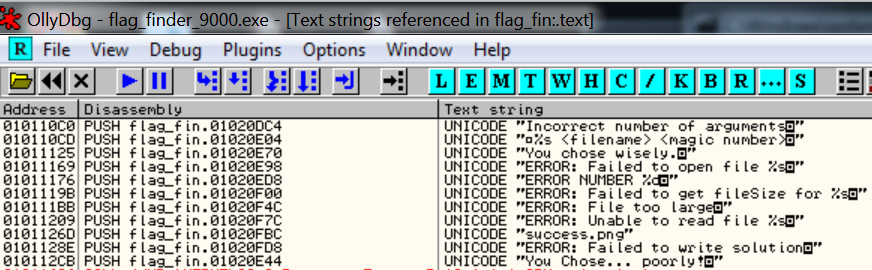 OllyDbg - flag_finder_9000.exe - [Text strings referenced in flag_fin:.text]
R File View Debug Plugins Options Window Help
L E M T W H C / K B R ... S
Address Disassembly Text string
010110C0 PUSH flag_fin.01020DC4 UNICODE "Incorrect number of arguments◘"
010110CD PUSH flag_fin.01020E04 UNICODE "¤%s <filename> <magic number>◘"
01011125 PUSH flag_fin.01020E70 UNICODE "You chose wisely.◘"
01011169 PUSH flag_fin.01020E98 UNICODE "ERROR: Failed to open file %s◘"
01011176 PUSH flag_fin.01020ED8 UNICODE "ERROR NUMBER %d◘"
0101119B PUSH flag_fin.01020F00 UNICODE "ERROR: Failed to get fileSize for %s◘"
010111BB PUSH flag_fin.01020F4C UNICODE "ERROR: File too large◘"
01011209 PUSH flag_fin.01020F7C UNICODE "ERROR: Unable to read file %s◘"
0101126D PUSH flag_fin.01020FBC UNICODE "success.png"
0101128E PUSH flag_fin.01020FD8 UNICODE "ERROR: Failed to write solution◘"
010112CB PUSH flag_fin.01020E44 UNICODE "You Chose... poorly!◘"